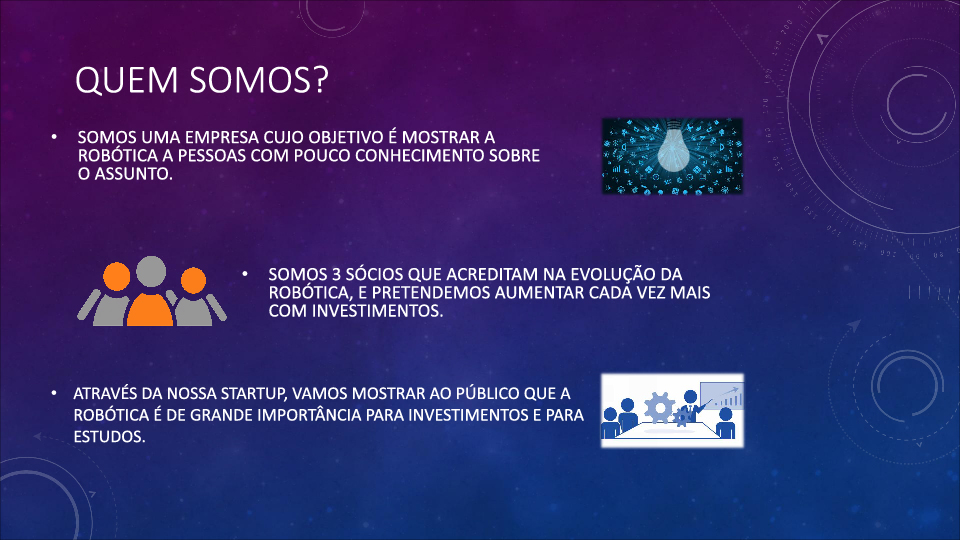 QUEM SOMOS?
• SOMOS UMA EMPRESA CUJO OBJETIVO É MOSTRAR A
ROBÓTICA A PESSOAS COM POUCO CONHECIMENTO SOBRE
O ASSUNTO.
• SOMOS 3 SÓCIOS QUE ACREDITAM NA EVOLUÇÃO DA
ROBÓTICA, E PRETENDEMOS AUMENTAR CADA VEZ MAIS
COM INVESTIMENTOS.
• ATRAVÉS DA NOSSA STARTUP, VAMOS MOSTRAR AO PÚBLICO QUE A
ROBÓTICA É DE GRANDE IMPORTÂNCIA PARA INVESTIMENTOS E PARA
ESTUDOS.